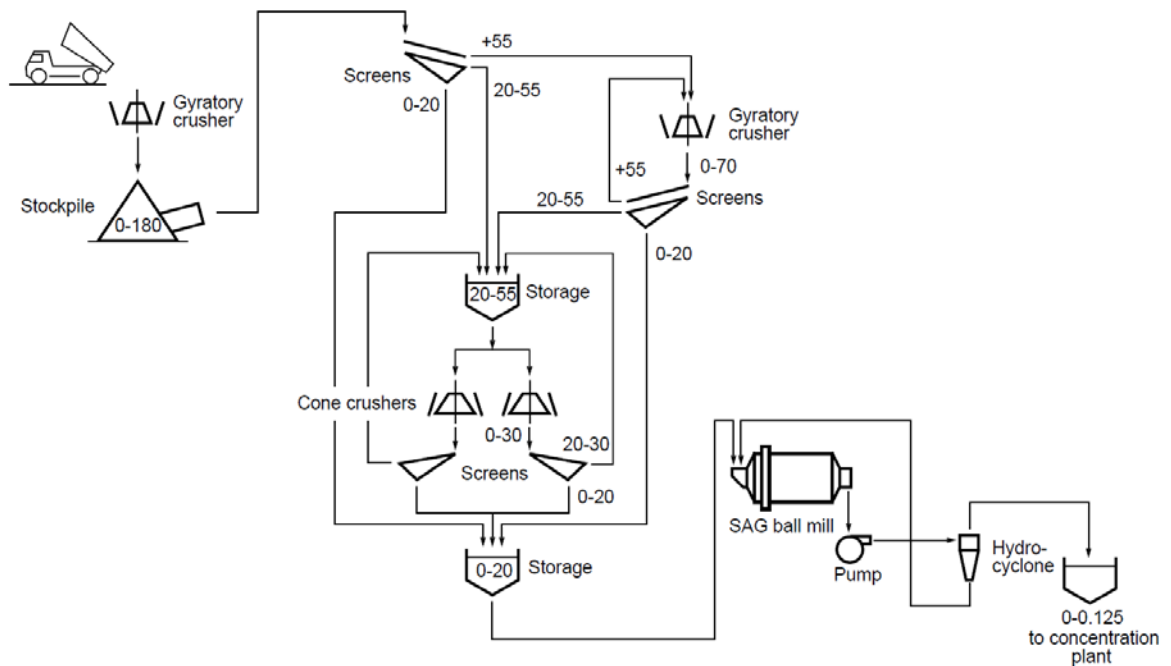 +55
Screens
20-55
0-20
Gyratory
crusher
Gyratory
crusher
+55
0-70
Stockpile
0-180
20-55
Screens
0-20
20-55
Storage
Cone crushers
0-30
20-30
Screens
0-20
SAG ball mill
0-20
Storage
Pump
Hydro-
cyclone
0-0.125
to concentration
plant